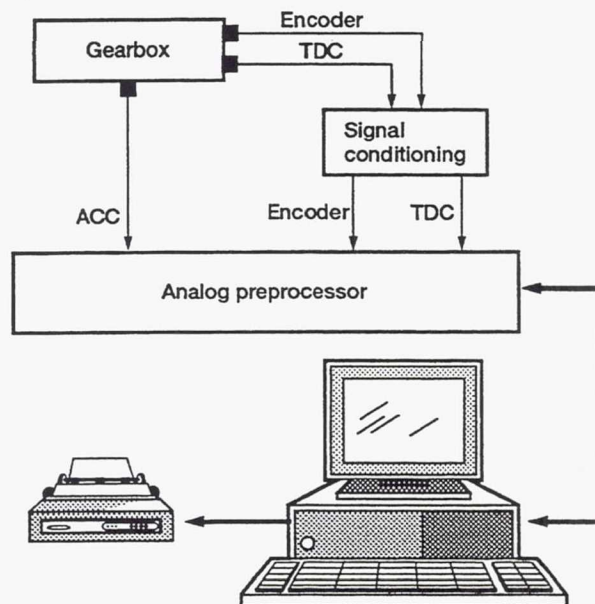 Encoder
Gearbox
TDC
Signal
conditioning
ACC
Encoder
TDC
Analog preprocessor